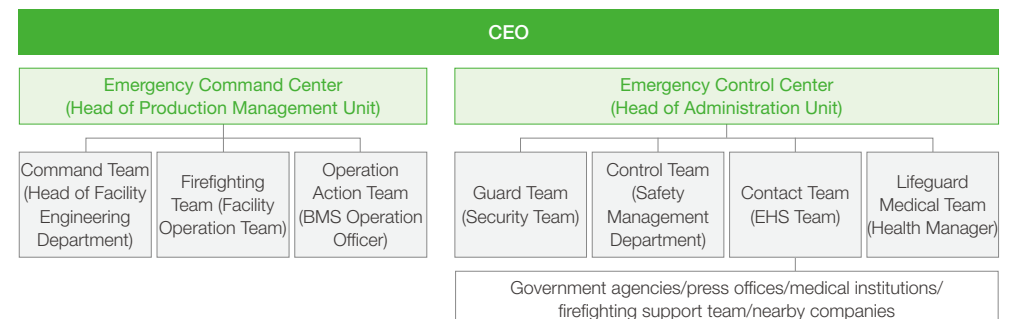 CEO
Emergency Command Center
(Head of Production Management Unit)
Emergency Control Center
(Head of Administration Unit)
Command Team
(Head of Facility
Engineering
Department)
Firefighting
Team (Facility
Operation Team)
Operation
Action Team
(BMS Operation
Officer)
Guard Team
(Security Team)
Control Team
(Safety
Management
Department)
Contact Team
(EHS Team)
Lifeguard
Medical Team
(Health Manager)
Government agencies/press offices/medical institutions/
firefighting support team/nearby companies